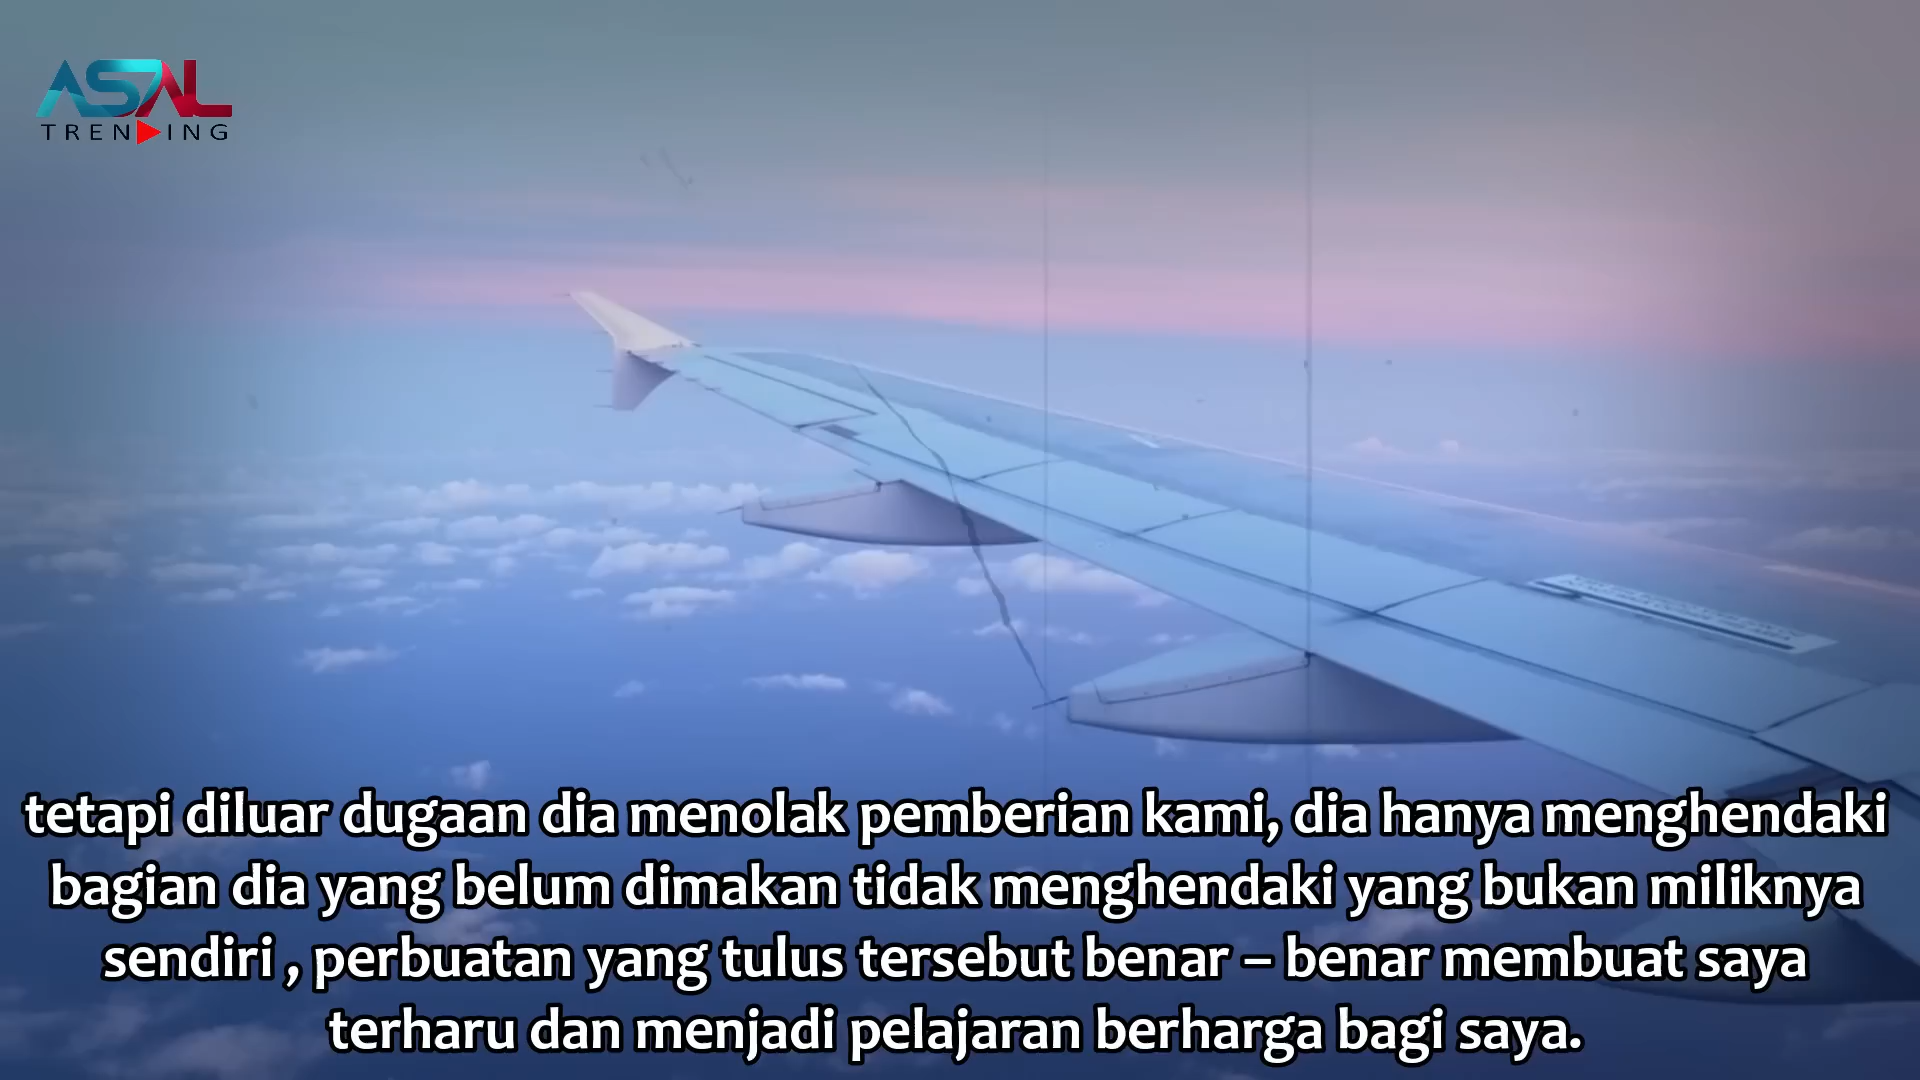 ASAL
TRENDING
tetapi diluar dugaan dia menolak pemberian kami, dia hanya menghendaki
bagian dia yang belum dimakan tidak menghendaki yang bukan miliknya
sendiri , perbuatan yang tulus tersebut benar – benar membuat saya
terharu dan menjadi pelajaran berharga bagi saya.